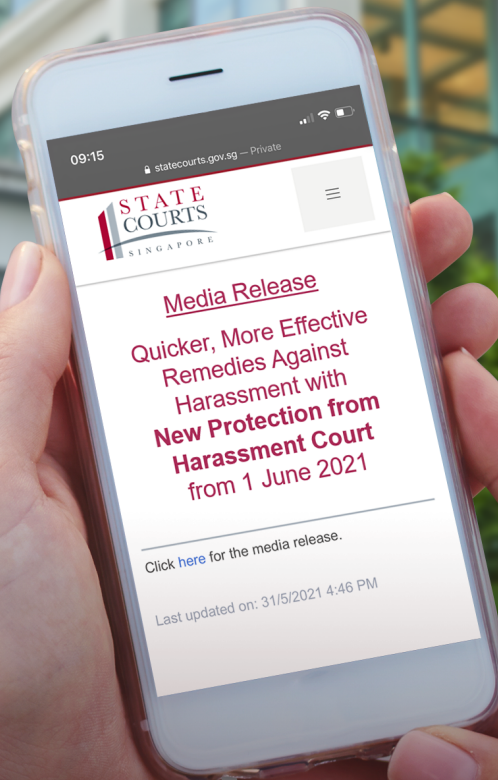 09:15
statecourts.gov.sg — Private
STATE
COURTS
SINGAPORE
Media Release
Quicker, More Effective
Remedies Against
Harassment with
New Protection from
Harassment Court
from 1 June 2021
Click here for the media release.
Last updated on: 31/5/2021 4:46 PM